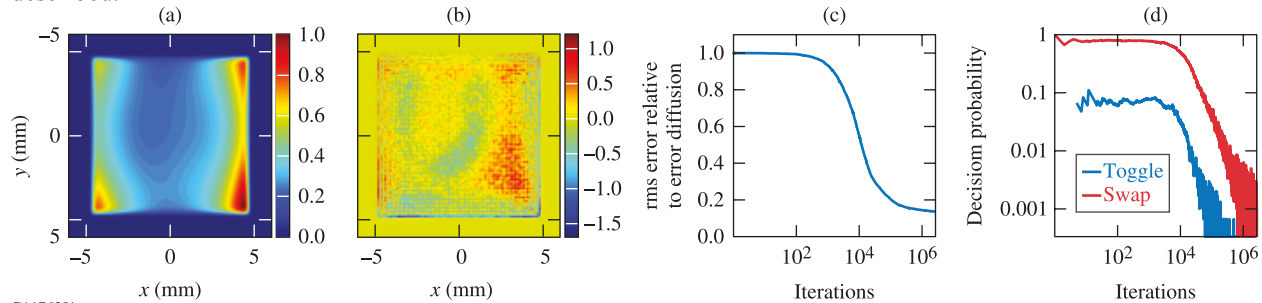 (a) (b) (c) (d)
−5 0 5
y (mm)
−5 0 5
x (mm)
1.0 0.8 0.6 0.4 0.2 0.0
−5 0 5
x (mm)
1.0 0.5 0.0 −0.5 −1.0 −1.5
rms error relative
to error diffusion
1.0 0.8 0.6 0.4 0.2 0.0
10² 10⁴ 10⁶
Iterations
Decision probability
1 0.1 0.01 0.001
Toggle
Swap
10² 10⁴ 10⁶
Iterations